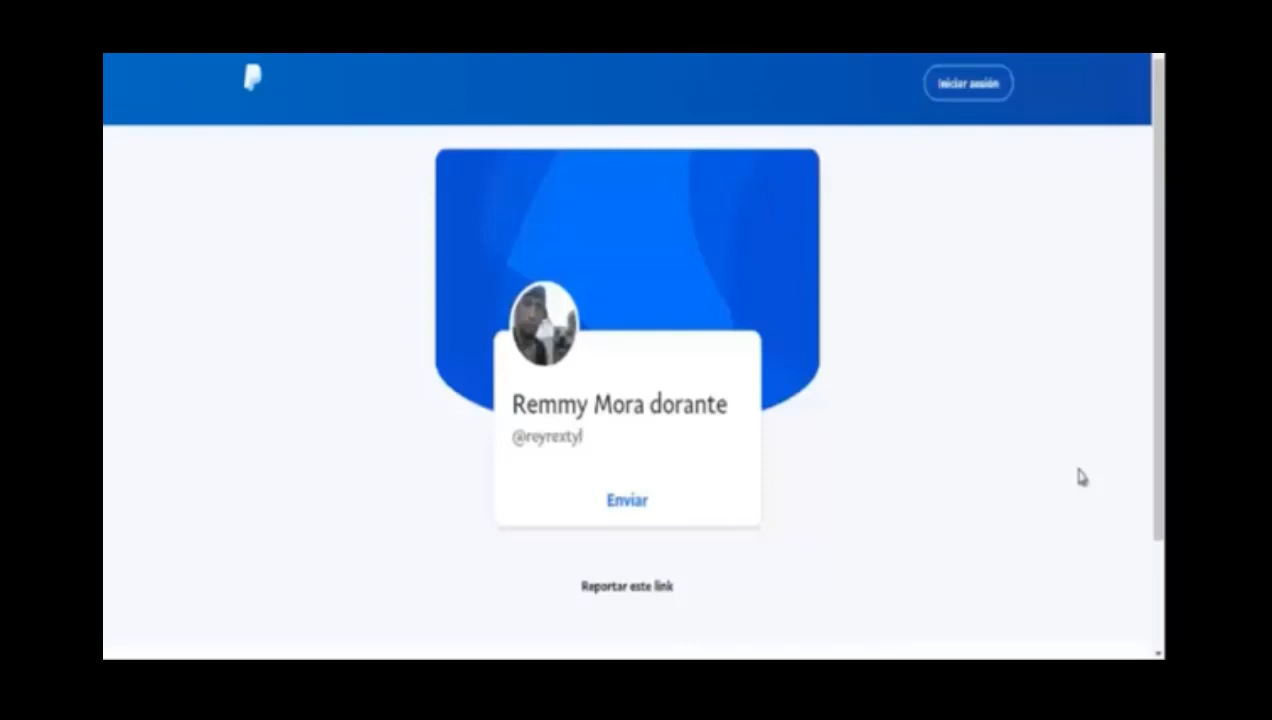 Iniciar sesión
Remmy Mora dorante
@reyrextyl
Enviar
Reportar este link